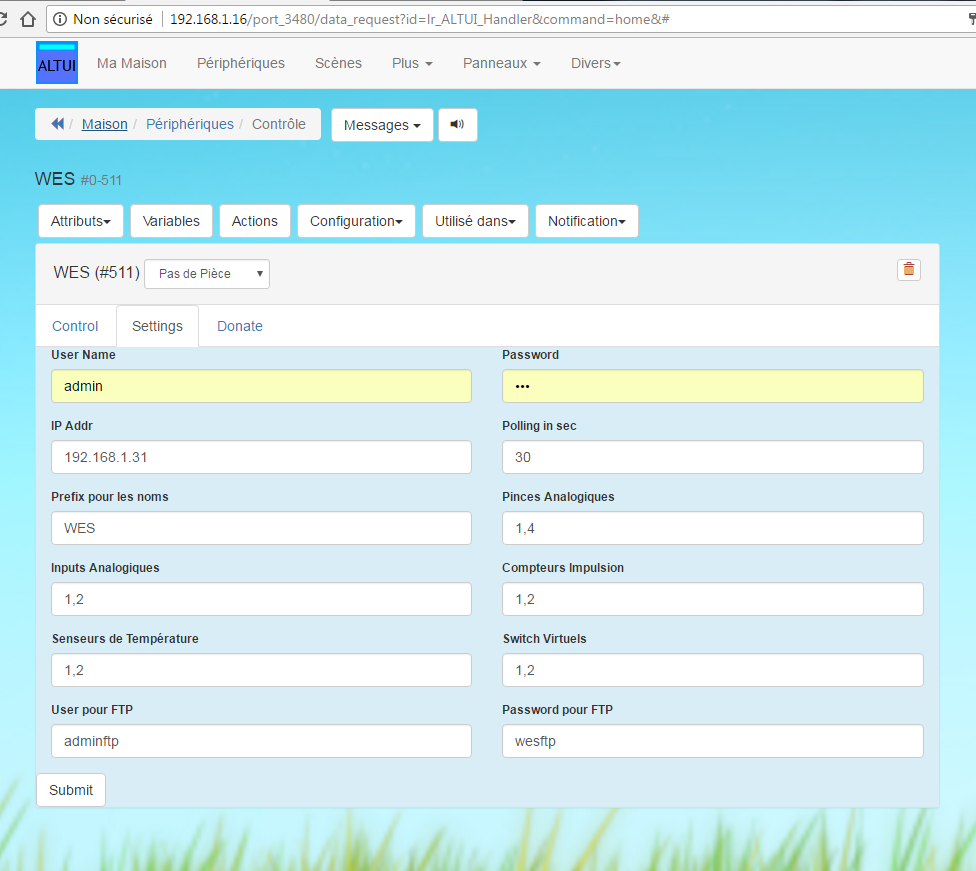 Non sécurisé 192.168.1.16/port_3480/data_request?id=lr_ALTUI_Handler&command=home&#
ALTUI Ma Maison Périphériques Scènes Plus Panneaux Divers
/ Maison / Périphériques / Contrôle Messages
WES #0-511
Attributs Variables Actions Configuration Utilisé dans Notification
WES (#511) Pas de Pièce
Control Settings Donate
User Name Password
admin •••
IP Addr Polling in sec
192.168.1.31 30
Prefix pour les noms Pinces Analogiques
WES 1,4
Inputs Analogiques Compteurs Impulsion
1,2 1,2
Senseurs de Température Switch Virtuels
1,2 1,2
User pour FTP Password pour FTP
adminftp wesftp
Submit